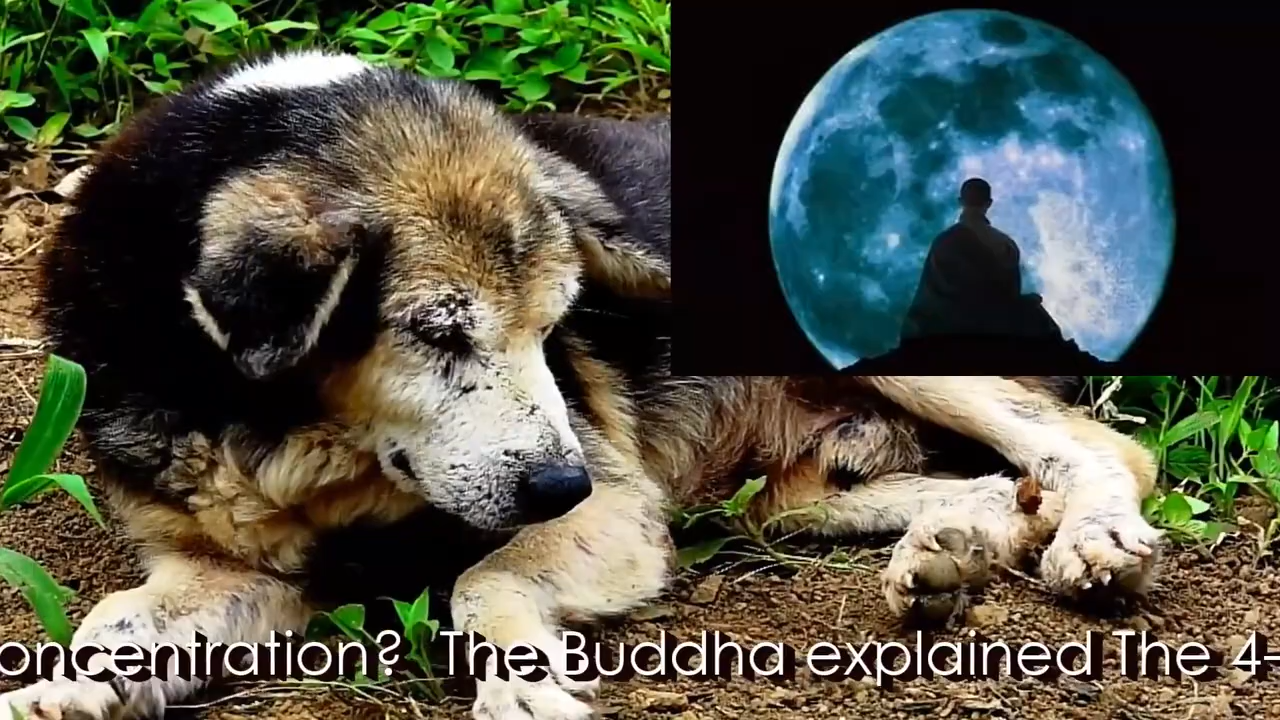 oncentration? The Buddha explained The 4-